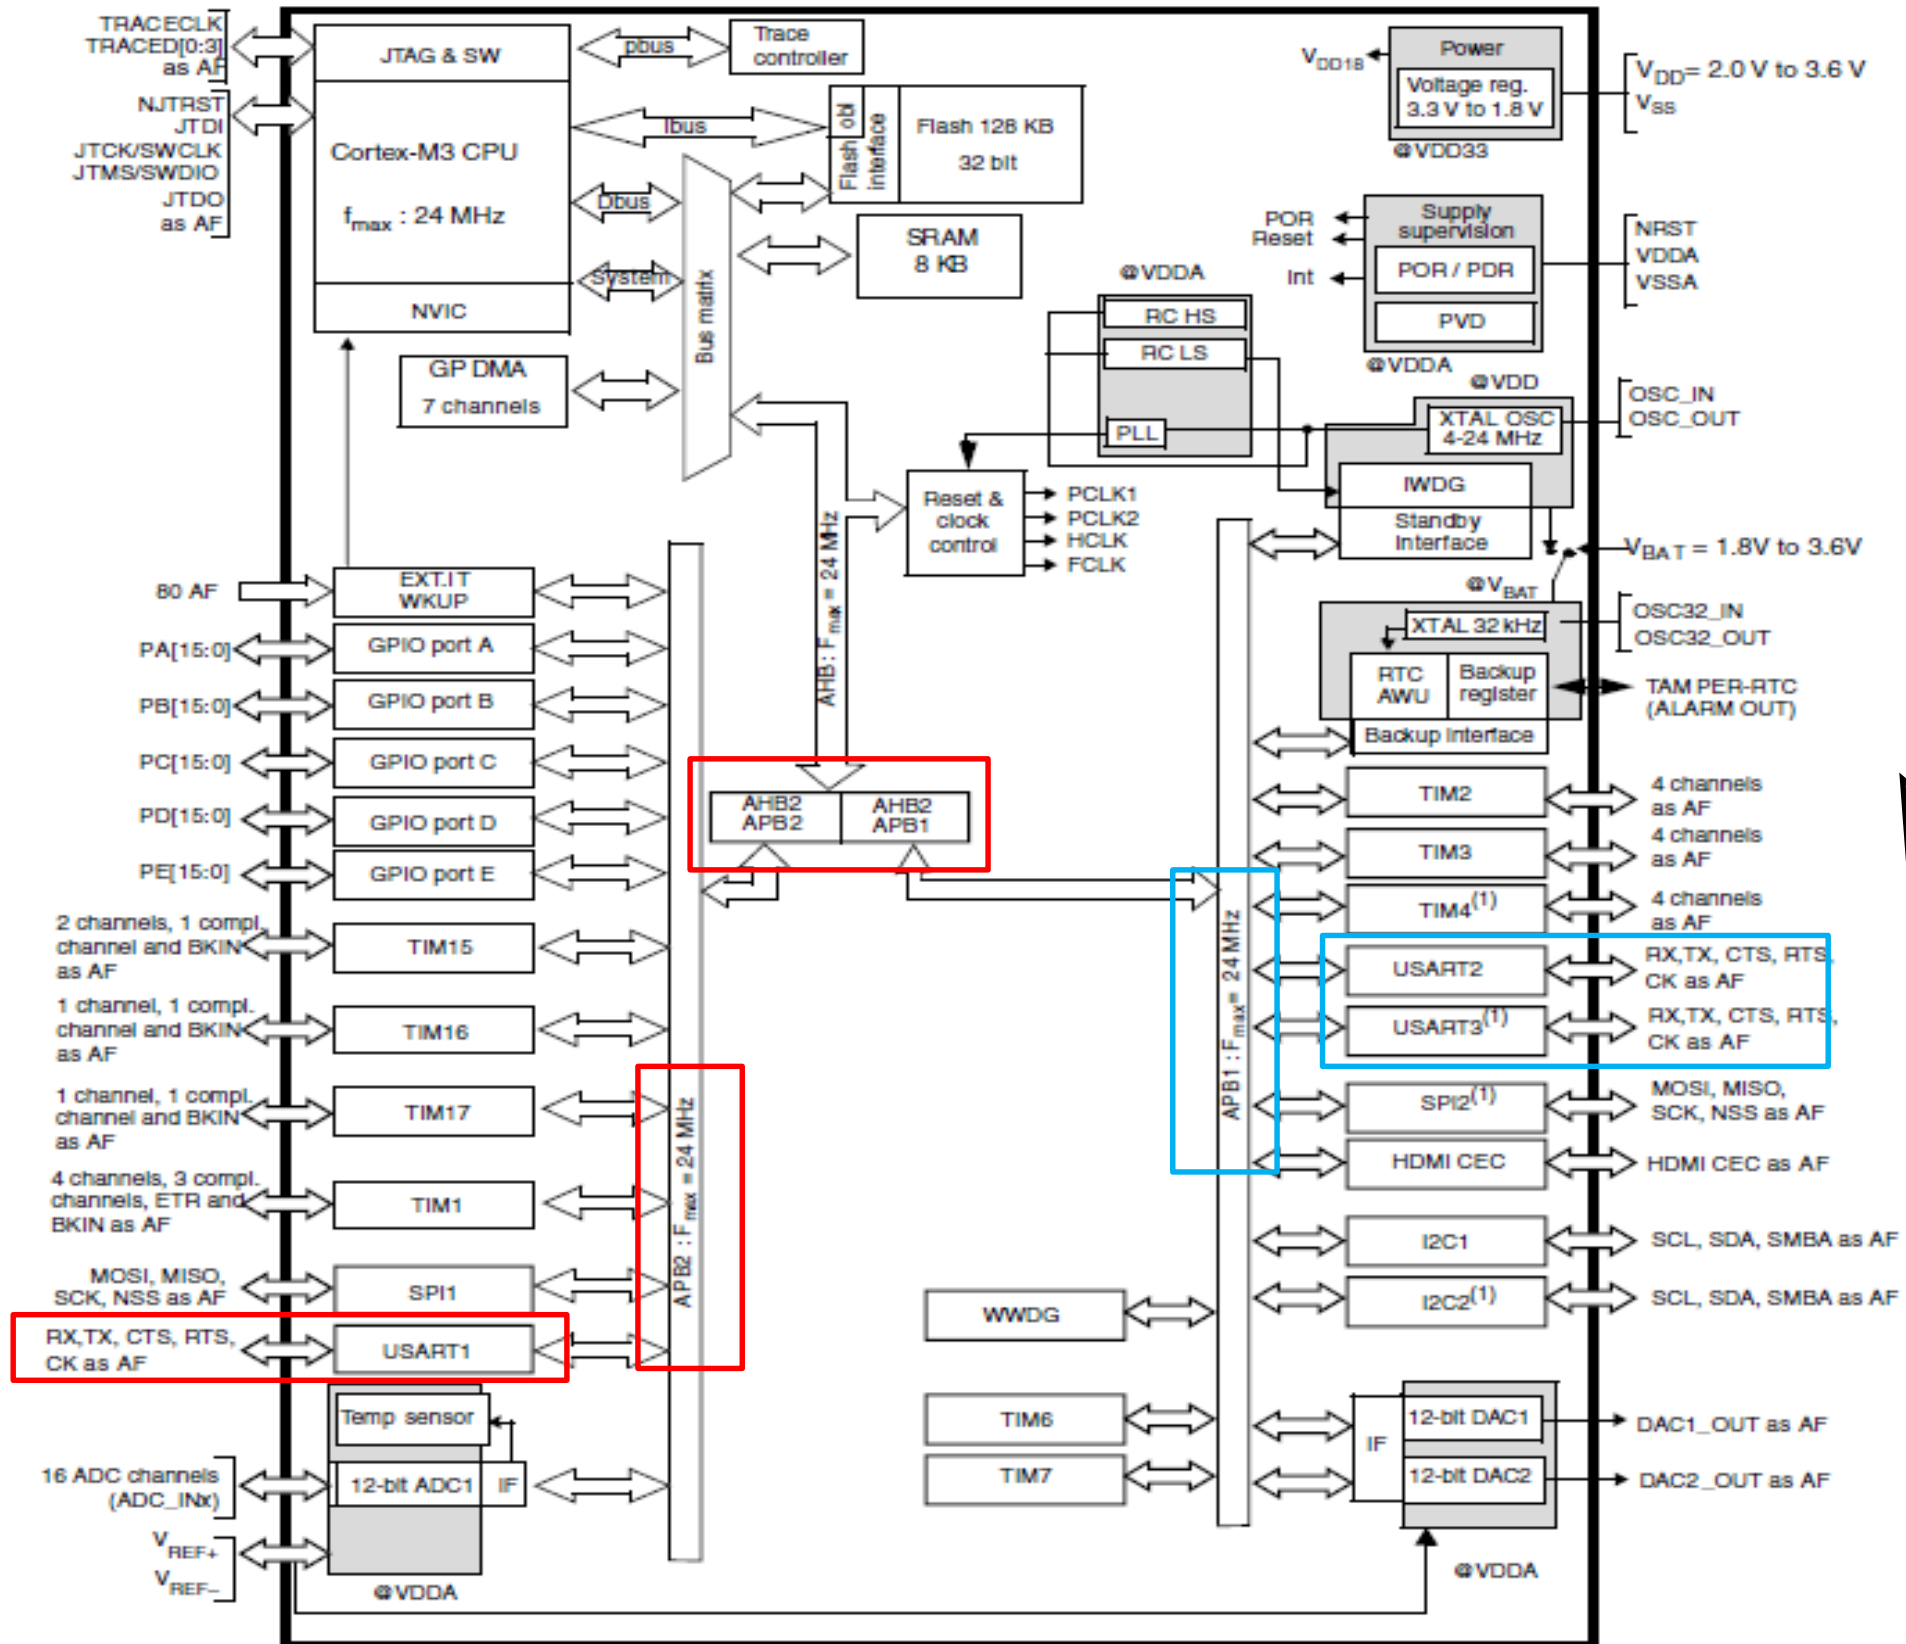 TRACECLK
TRACED[0:3]
as AF
NJTRST
JTDI
JTCK/SWCLK
JTMS/SWDIO
JTDO
as AF
JTAG & SW
pbus
Trace
controller
Cortex-M3 CPU
fmax : 24 MHz
NVIC
Ibus
Dbus
System
Bus matrix
Flash obl
interface
Flash 128 KB
32 bit
SRAM
8 KB
GP DMA
7 channels
VDD18
Power
Voltage reg.
3.3 V to 1.8 V
@VDD33
VDD= 2.0 V to 3.6 V
VSS
POR
Reset
Int
Supply
supervision
POR / PDR
PVD
@VDDA
NRST
VDDA
VSSA
@VDDA
RC HS
RC LS
PLL
@VDD
XTAL OSC
4-24 MHz
IWDG
Standby
Interface
OSC_IN
OSC_OUT
Reset &
clock
control
PCLK1
PCLK2
HCLK
FCLK
VBAT = 1.8V to 3.6V
@VBAT
XTAL 32 kHz
OSC32_IN
OSC32_OUT
RTC
AWU
Backup
register
Backup Interface
TAM PER-RTC
(ALARM OUT)
AHB : Fmax = 24 MHz
AHB2
APB2
AHB2
APB1
80 AF
EXT.IT
WKUP
PA[15:0]
GPIO port A
PB[15:0]
GPIO port B
PC[15:0]
GPIO port C
PD[15:0]
GPIO port D
PE[15:0]
GPIO port E
2 channels, 1 compl.
channel and BKIN
as AF
TIM15
1 channel, 1 compl.
channel and BKIN
as AF
TIM16
1 channel, 1 compl.
channel and BKIN
as AF
TIM17
4 channels, 3 compl.
channels, ETR and
BKIN as AF
TIM1
MOSI, MISO,
SCK, NSS as AF
SPI1
RX,TX, CTS, RTS,
CK as AF
USART1
Temp sensor
16 ADC channels
(ADC_INx)
12-bit ADC1
IF
VREF+
VREF–
@VDDA
APB2 : Fmax = 24 MHz
APB1 : Fmax = 24 MHz
TIM2
4 channels
as AF
TIM3
4 channels
as AF
TIM4(1)
4 channels
as AF
USART2
RX,TX, CTS, RTS,
CK as AF
USART3(1)
RX,TX, CTS, RTS,
CK as AF
SPI2(1)
MOSI, MISO,
SCK, NSS as AF
HDMI CEC
HDMI CEC as AF
I2C1
SCL, SDA, SMBA as AF
I2C2(1)
SCL, SDA, SMBA as AF
WWDG
TIM6
TIM7
IF
12-bit DAC1
DAC1_OUT as AF
12-bit DAC2
DAC2_OUT as AF
@VDDA